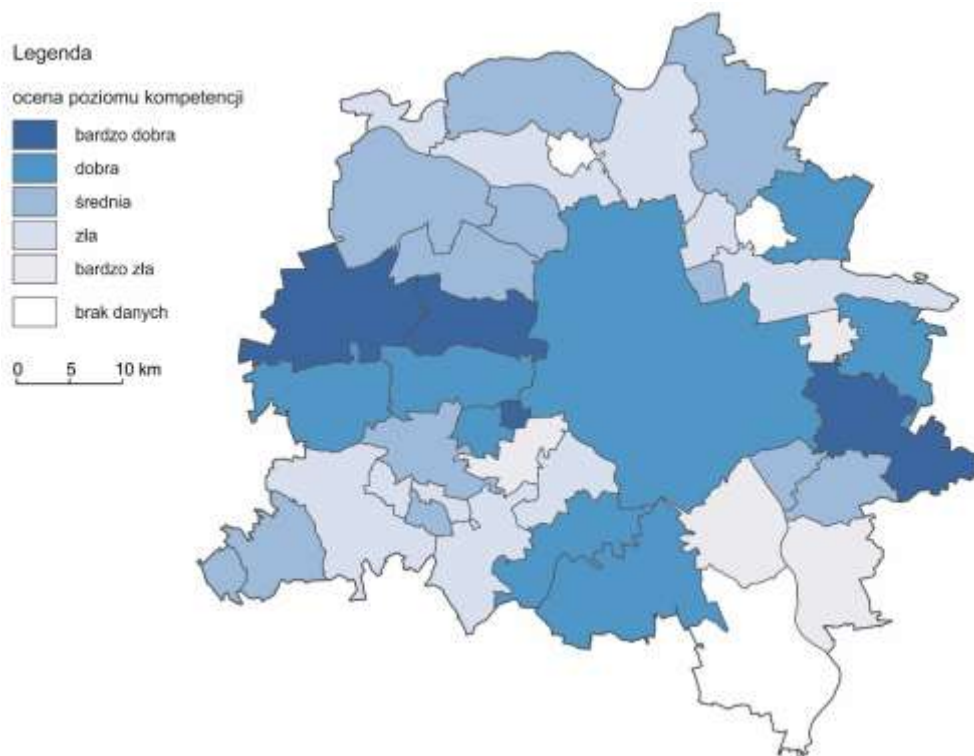 Legenda
ocena poziomu kompetencji
bardzo dobra
dobra
średnia
zła
bardzo zła
brak danych
0 5 10 km